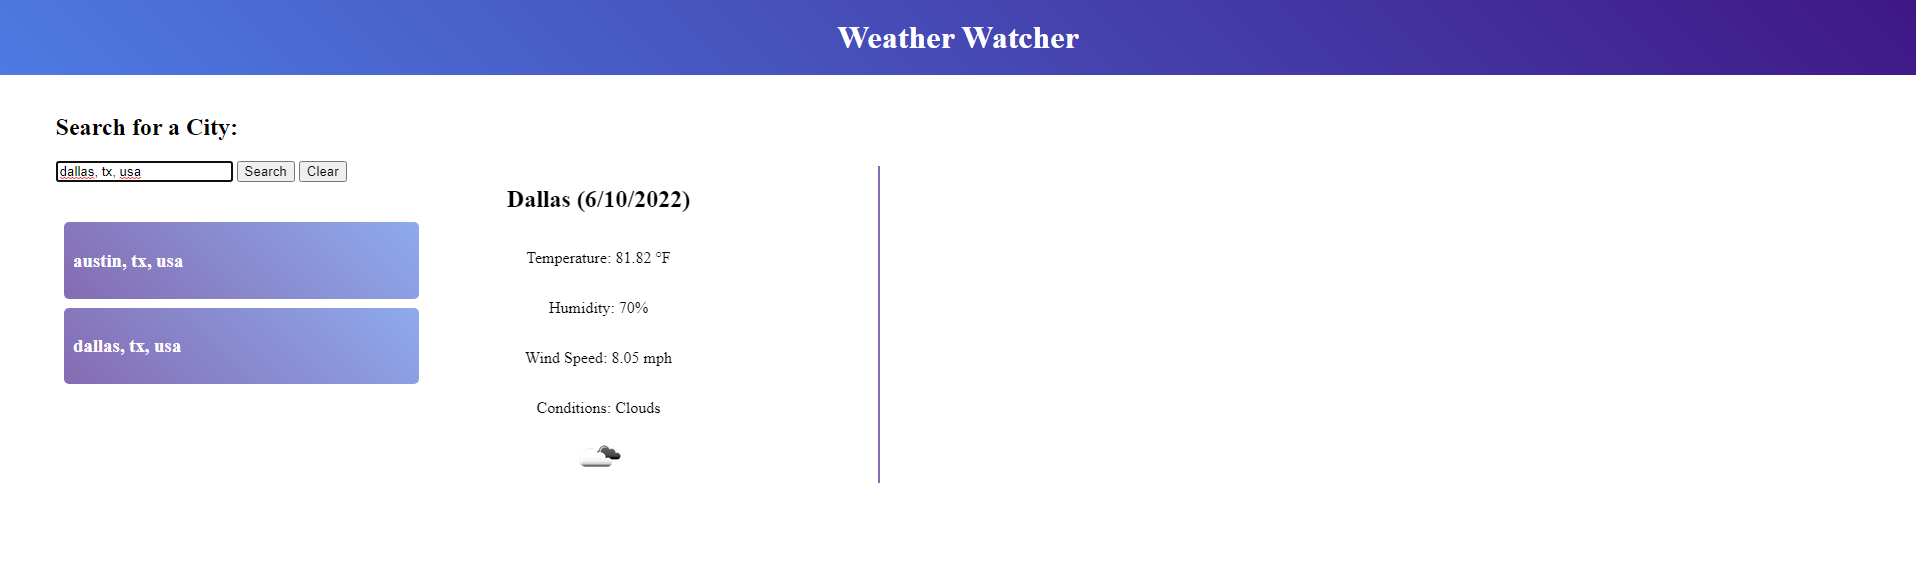 Weather Watcher
Search for a City:
dallas, tx, usa Search Clear
austin, tx, usa
dallas, tx, usa
Dallas (6/10/2022)
Temperature: 81.82 °F
Humidity: 70%
Wind Speed: 8.05 mph
Conditions: Clouds